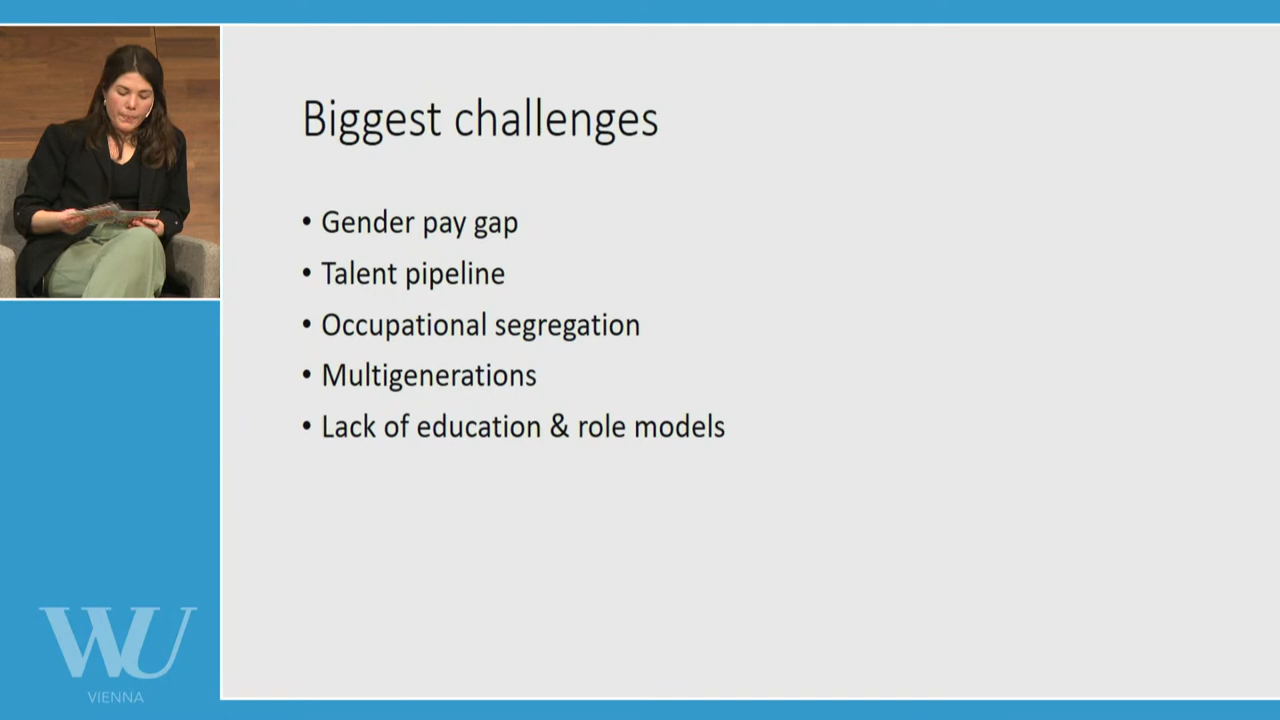 Biggest challenges
• Gender pay gap
• Talent pipeline
• Occupational segregation
• Multigenerations
• Lack of education & role models
WU
VIENNA